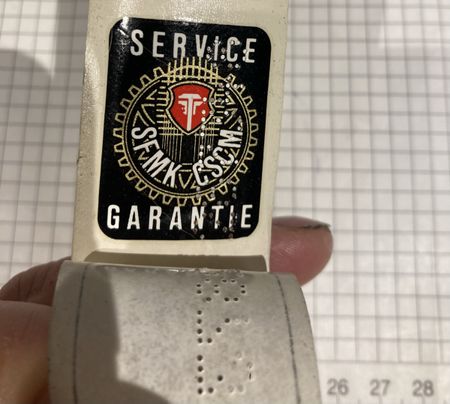 SERVICE
SFMK CSCM
GARANTIE
26 27 28